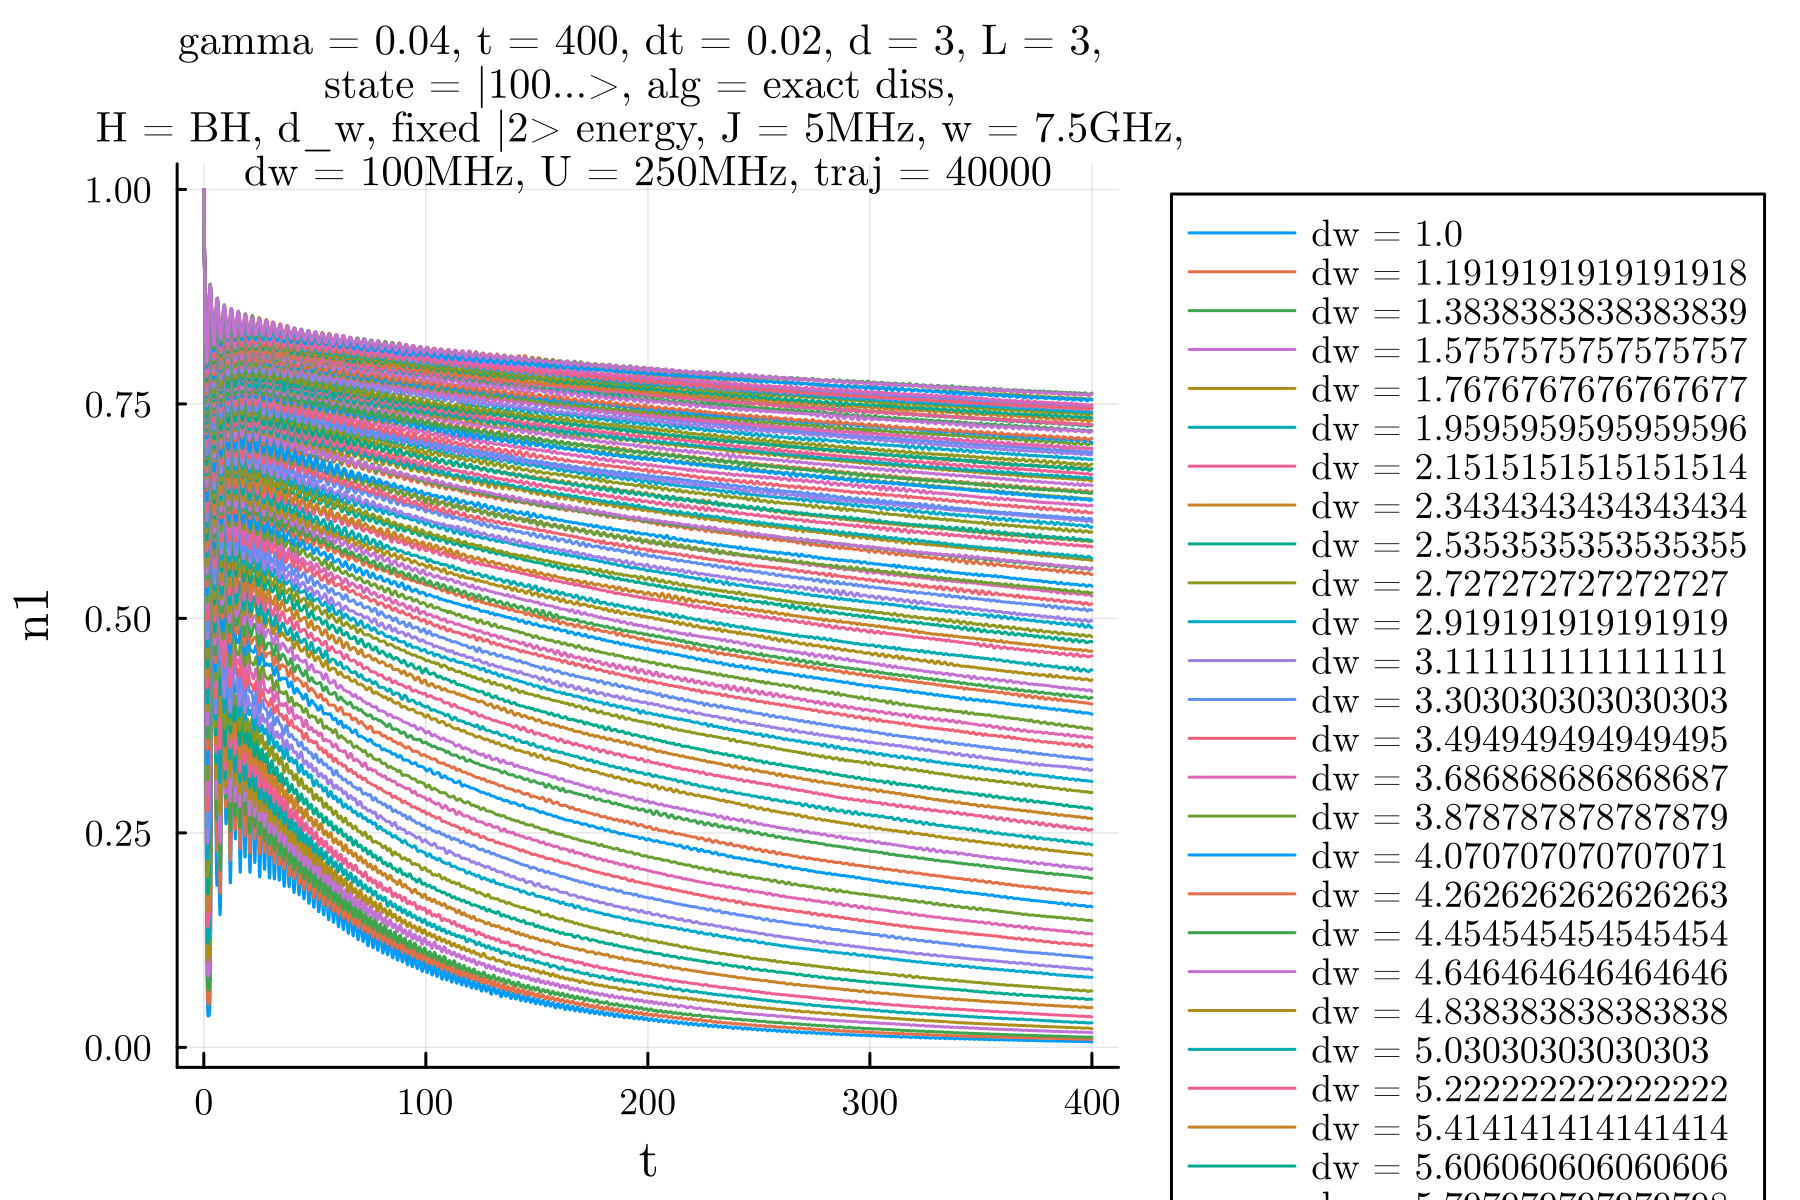 gamma = 0.04, t = 400, dt = 0.02, d = 3, L = 3,
state = |100...>, alg = exact diss,
H = BH, d_w, fixed |2> energy, J = 5MHz, w = 7.5GHz,
dw = 100MHz, U = 250MHz, traj = 40000
1.00
0.75
0.50
0.25
0.00
n1
0 100 200 300 400
t
dw = 1.0
dw = 1.1919191919191918
dw = 1.3838383838383839
dw = 1.5757575757575757
dw = 1.7676767676767677
dw = 1.9595959595959596
dw = 2.1515151515151514
dw = 2.3434343434343434
dw = 2.5353535353535355
dw = 2.727272727272727
dw = 2.919191919191919
dw = 3.111111111111111
dw = 3.303030303030303
dw = 3.494949494949495
dw = 3.686868686868687
dw = 3.878787878787879
dw = 4.070707070707071
dw = 4.262626262626263
dw = 4.454545454545454
dw = 4.646464646464646
dw = 4.838383838383838
dw = 5.03030303030303
dw = 5.222222222222222
dw = 5.414141414141414
dw = 5.606060606060606